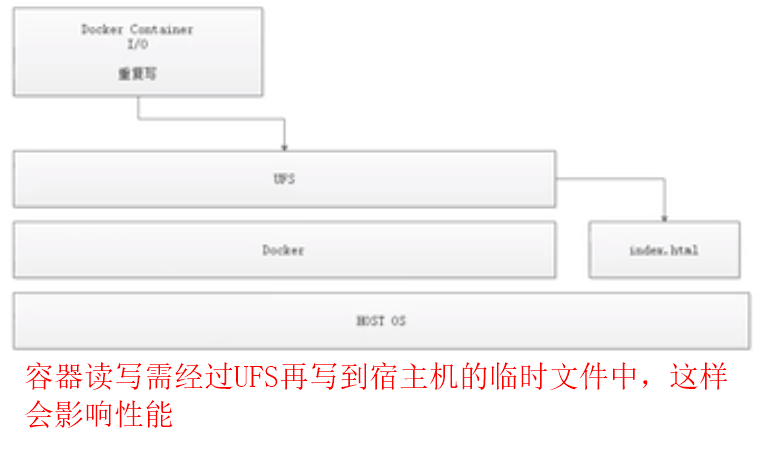 Docker Container
I/O
重复写
UFS
Docker
index.html
HOST OS
容器读写需经过UFS再写到宿主机的临时文件中，这样
会影响性能